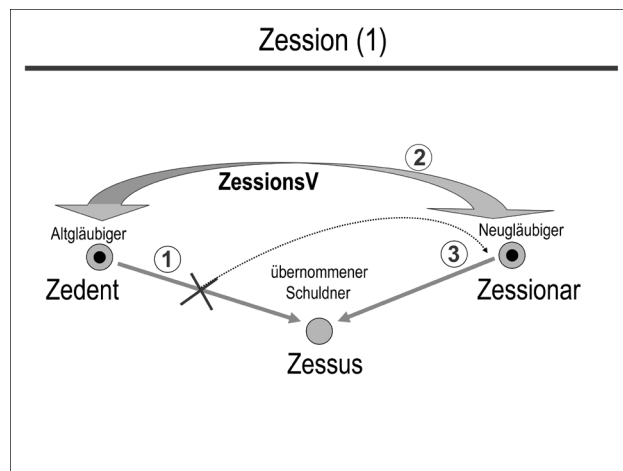 Zession (1)
2
ZessionsV
Altgläubiger
Neugläubiger
1
3
übernommener
Schuldner
Zedent
Zessionar
Zessus